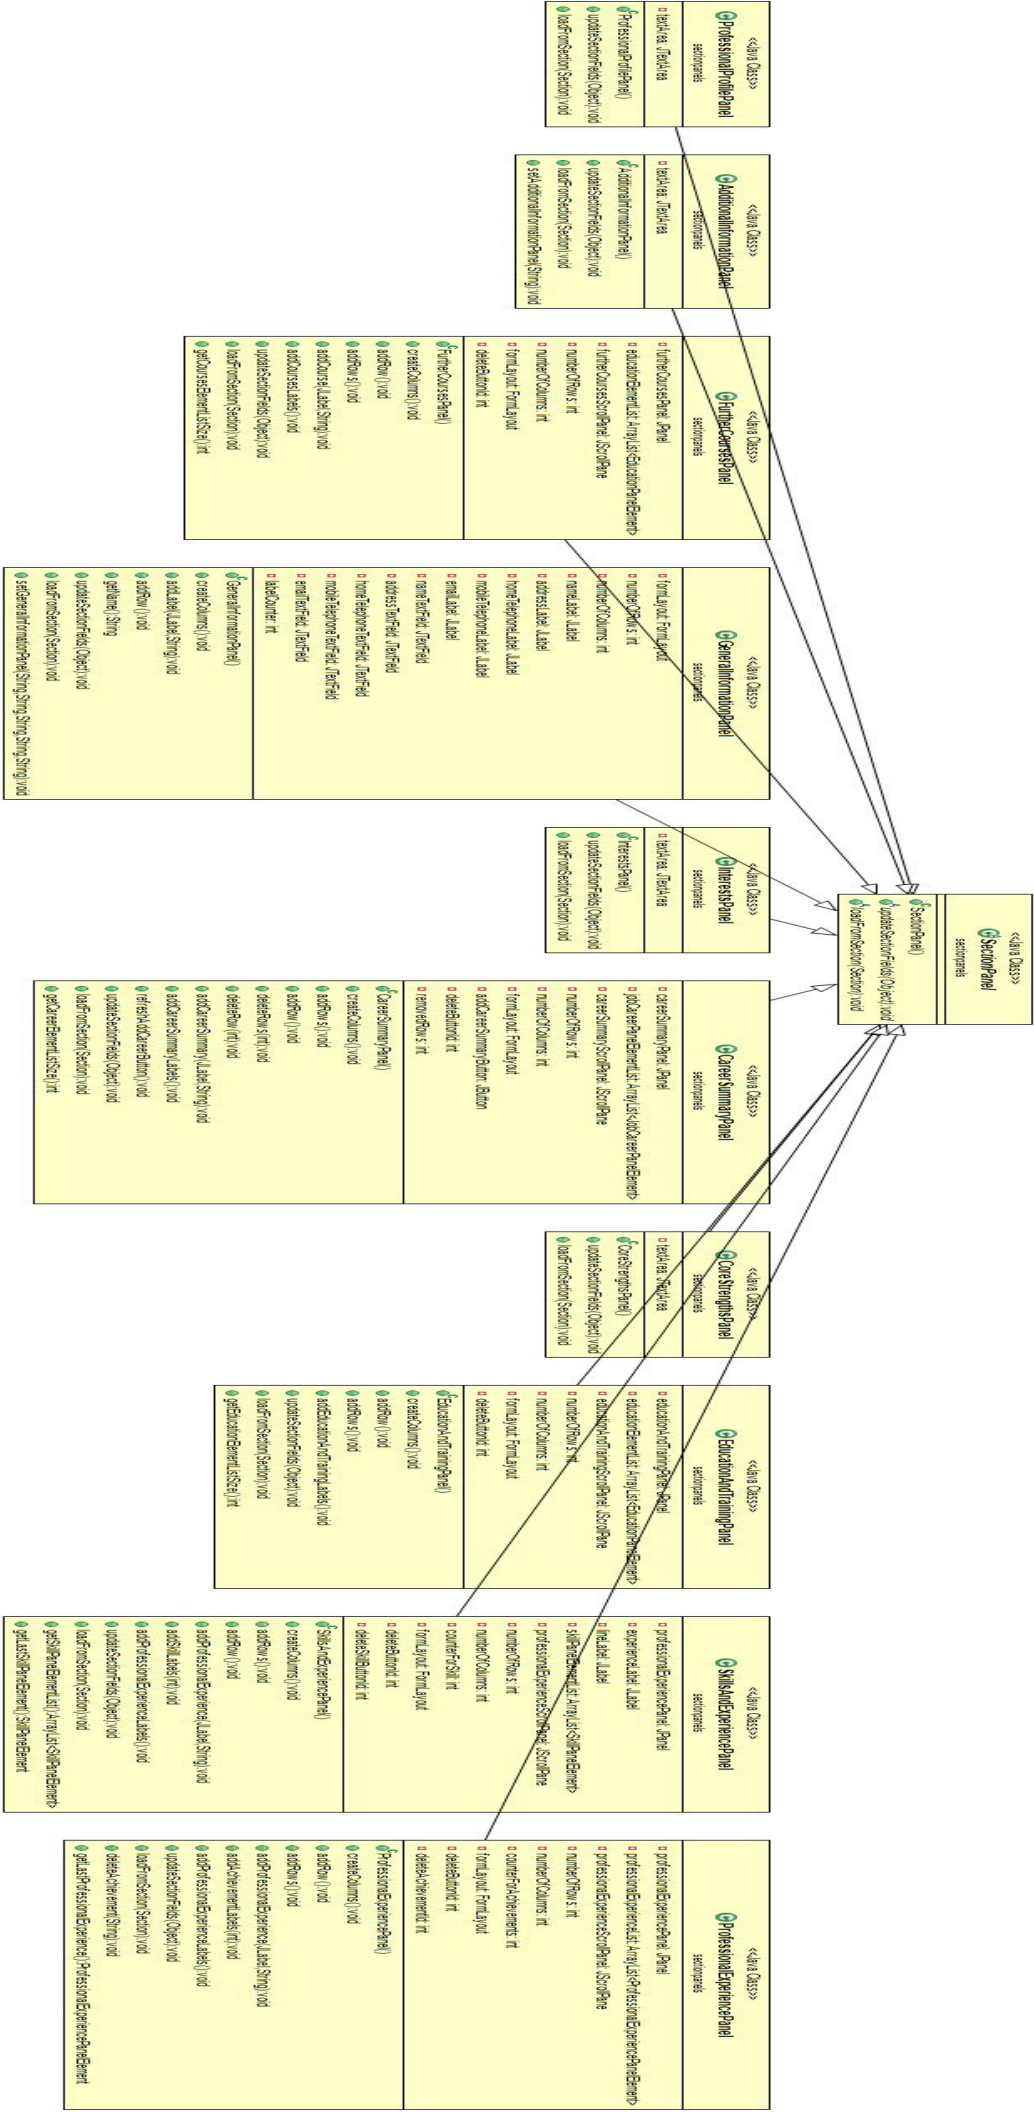 <<Java Class>>
SectionPanel
sectionpanels
SectionPanel()
updateSectionFields(Object):void
loadFromSection(Section):void
<<Java Class>>
ProfessionalProfilePanel
sectionpanels
textArea: JTextArea
ProfessionalProfilePanel()
updateSectionFields(Object):void
loadFromSection(Section):void
<<Java Class>>
AdditionalInformationPanel
sectionpanels
textArea: JTextArea
AdditionalInformationPanel()
updateSectionFields(Object):void
loadFromSection(Section):void
setAdditionalInformationPanel(String):void
<<Java Class>>
FurtherCoursesPanel
sectionpanels
furtherCoursesPanel: JPanel
educationElementList: ArrayList<EducationPanelElement>
furtherCoursesScrollPanel: JScrollPane
numberOfRows: int
numberOfColumns: int
formLayout: FormLayout
deleteButtonId: int
FurtherCoursesPanel()
createColumns():void
addRow():void
addRows():void
addCourse(JLabel,String):void
addCoursesLabels():void
updateSectionFields(Object):void
loadFromSection(Section):void
getCoursesElementListSize():int
<<Java Class>>
GeneralInformationPanel
sectionpanels
formLayout: FormLayout
numberOfRows: int
numberOfColumns: int
nameLabel: JLabel
addressLabel: JLabel
homeTelephoneLabel: JLabel
mobileTelephoneLabel: JLabel
emailLabel: JLabel
nameTextField: JTextField
addressTextField: JTextField
homeTelephoneTextField: JTextField
mobileTelephoneTextField: JTextField
emailTextField: JTextField
labelCounter: int
GeneralInformationPanel()
createColumns():void
addLabel(JLabel,String):void
addRow():void
getName():String
updateSectionFields(Object):void
loadFromSection(Section):void
setGeneralInformationPanel(String,String,String,String,String):void
<<Java Class>>
InterestsPanel
sectionpanels
textArea: JTextArea
InterestsPanel()
updateSectionFields(Object):void
loadFromSection(Section):void
<<Java Class>>
CareerSummaryPanel
sectionpanels
careerSummaryPanel: JPanel
jobCareerPanelElementList: ArrayList<JobCareerPanelElement>
careerSummaryScrollPanel: JScrollPane
numberOfRows: int
numberOfColumns: int
formLayout: FormLayout
addCareerSummaryButton: JButton
deleteButtonId: int
removedRows: int
CareerSummaryPanel()
createColumns():void
addRows():void
addRow():void
deleteRows(int):void
deleteRow(int):void
addCareerSummary(JLabel,String):void
addCareerSummaryLabels():void
refreshAddCareerButton():void
updateSectionFields(Object):void
loadFromSection(Section):void
getCareerElementListSize():int
<<Java Class>>
CoreStrengthsPanel
sectionpanels
textArea: JTextArea
CoreStrengthsPanel()
updateSectionFields(Object):void
loadFromSection(Section):void
<<Java Class>>
EducationAndTrainingPanel
sectionpanels
educationAndTrainingPanel: JPanel
educationElementList: ArrayList<EducationPanelElement>
educationAndTrainingScrollPanel: JScrollPane
numberOfRows: int
numberOfColumns: int
formLayout: FormLayout
deleteButtonId: int
EducationAndTrainingPanel()
createColumns():void
addRow():void
addRows():void
addEducationAndTrainingLabels():void
updateSectionFields(Object):void
loadFromSection(Section):void
getEducationElementListSize():int
<<Java Class>>
SkillsAndExperiencePanel
sectionpanels
professionalExperiencePanel: JPanel
experienceLabel: JLabel
lineLabel: JLabel
skillPanelElementList: ArrayList<SkillPanelElement>
professionalExperienceScrollPanel: JScrollPane
numberOfRows: int
numberOfColumns: int
counterForSkill: int
formLayout: FormLayout
deleteButtonId: int
deleteSkillButtonId: int
SkillsAndExperiencePanel()
createColumns():void
addRows():void
addRow():void
addProfessionalExperience(JLabel,String):void
addSkillLabels(int):void
addProfessionalExperienceLabels():void
updateSectionFields(Object):void
loadFromSection(Section):void
getSkillPanelElementList():ArrayList<SkillPanelElement>
getLastSkillPanelElement():SkillPanelElement
<<Java Class>>
ProfessionalExperiencePanel
sectionpanels
professionalExperiencePanel: JPanel
professionalExperienceList: ArrayList<ProfessionalExperiencePanelElement>
professionalExperienceScrollPanel: JScrollPane
numberOfRows: int
numberOfColumns: int
counterForAchievements: int
formLayout: FormLayout
deleteButtonId: int
deleteAchievementId: int
ProfessionalExperiencePanel()
createColumns():void
addRow():void
addRows():void
addProfessionalExperience(JLabel,String):void
addAchievementLabels(int):void
addProfessionalExperienceLabels():void
updateSectionFields(Object):void
loadFromSection(Section):void
deleteAchievement(String):void
getLastProfessionalExperience():ProfessionalExperiencePanelElement